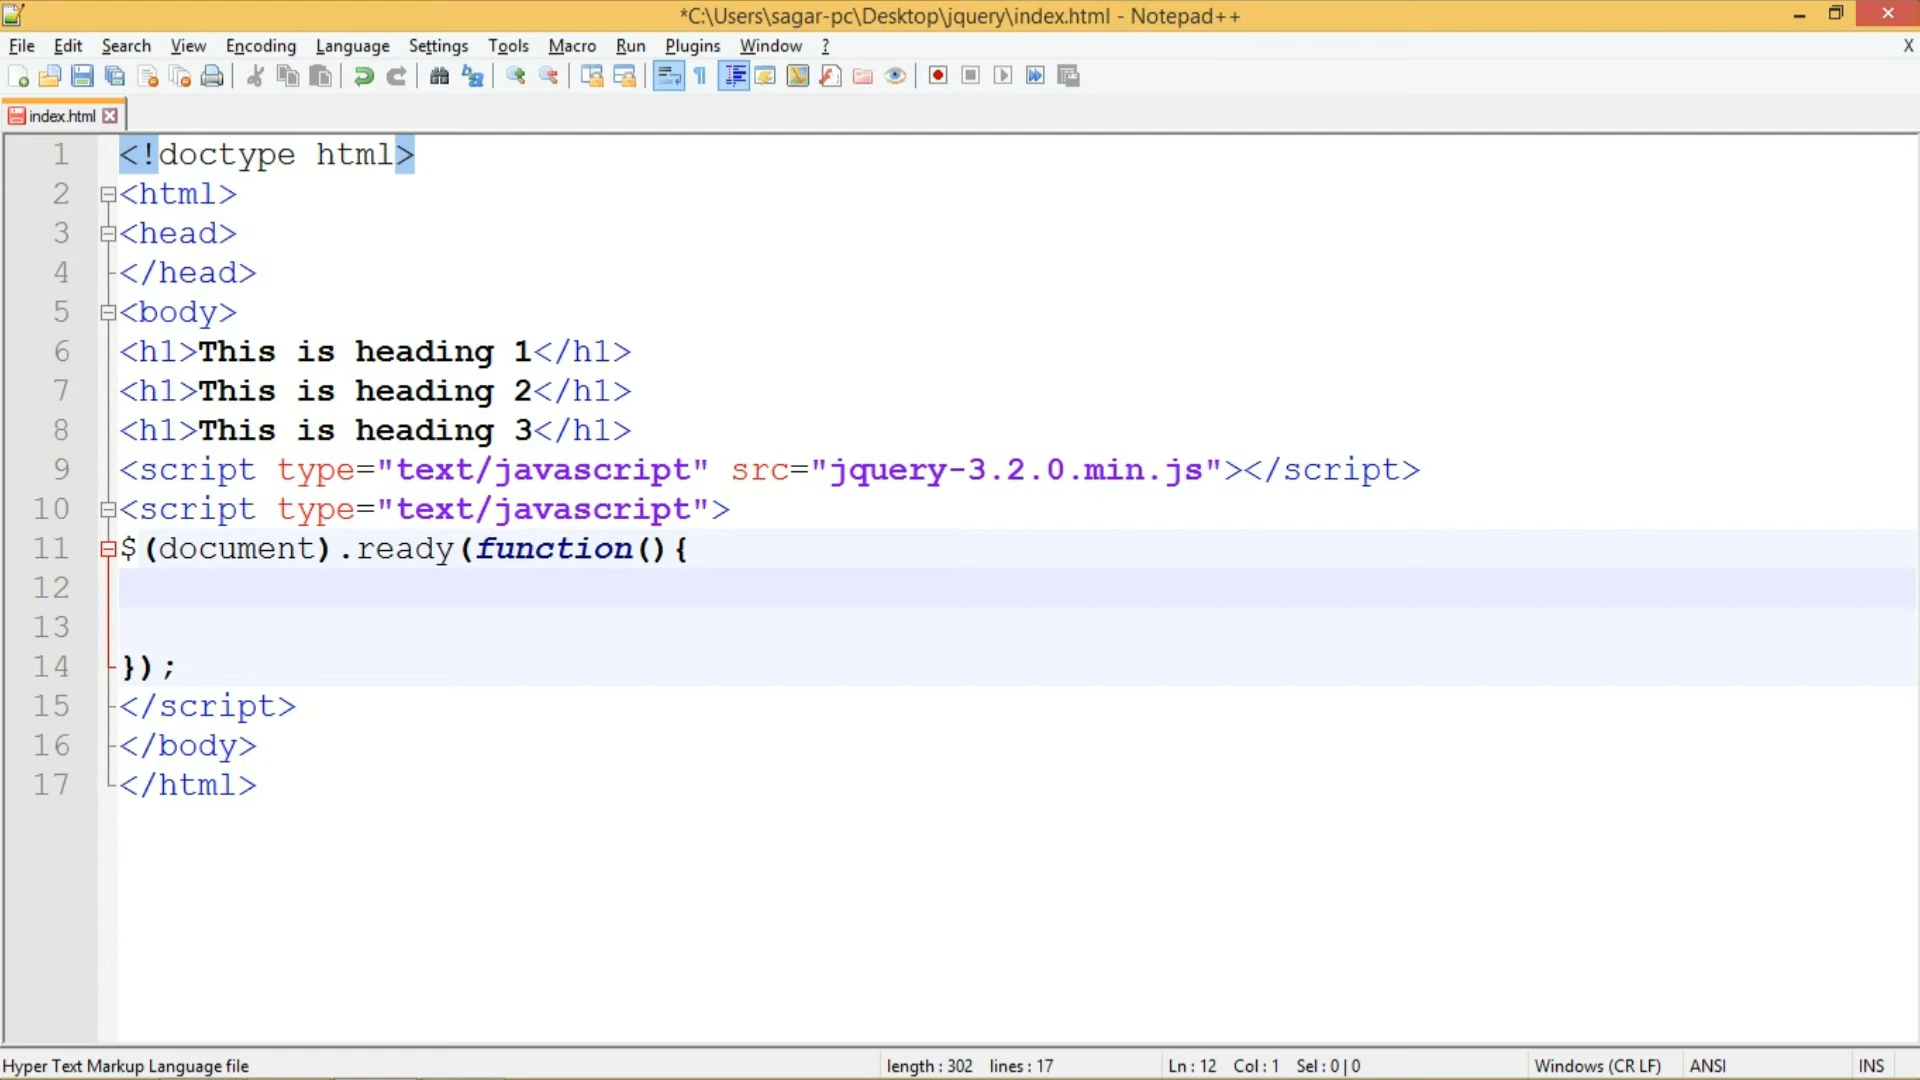 *C:\Users\sagar-pc\Desktop\jquery\index.html - Notepad++
File Edit Search View Encoding Language Settings Tools Macro Run Plugins Window ? X
index.html
1 <!doctype html>
2 <html>
3 <head>
4 </head>
5 <body>
6 <h1>This is heading 1</h1>
7 <h1>This is heading 2</h1>
8 <h1>This is heading 3</h1>
9 <script type="text/javascript" src="jquery-3.2.0.min.js"></script>
10 <script type="text/javascript">
11 $(document).ready(function(){
12
13
14 });
15 </script>
16 </body>
17 </html>
Hyper Text Markup Language file length : 302 lines : 17 Ln : 12 Col : 1 Sel : 0 | 0 Windows (CR LF) ANSI INS